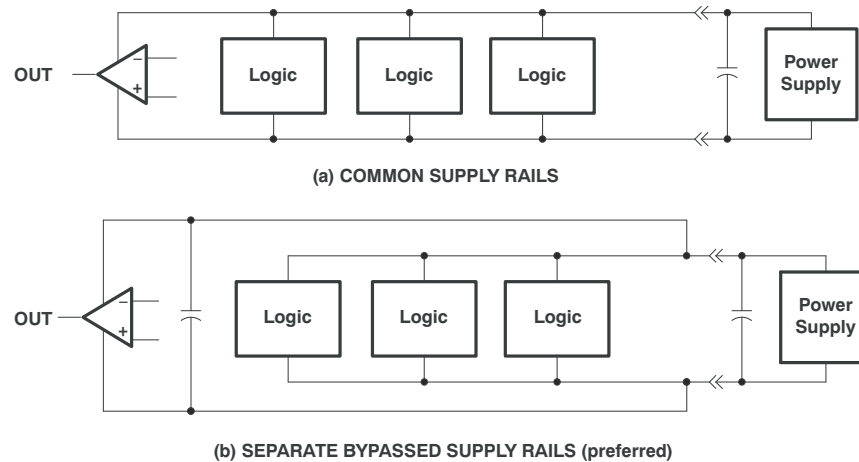 OUT
−
+
Logic
Logic
Logic
Power
Supply
(a) COMMON SUPPLY RAILS
OUT
−
+
Logic
Logic
Logic
Power
Supply
(b) SEPARATE BYPASSED SUPPLY RAILS (preferred)